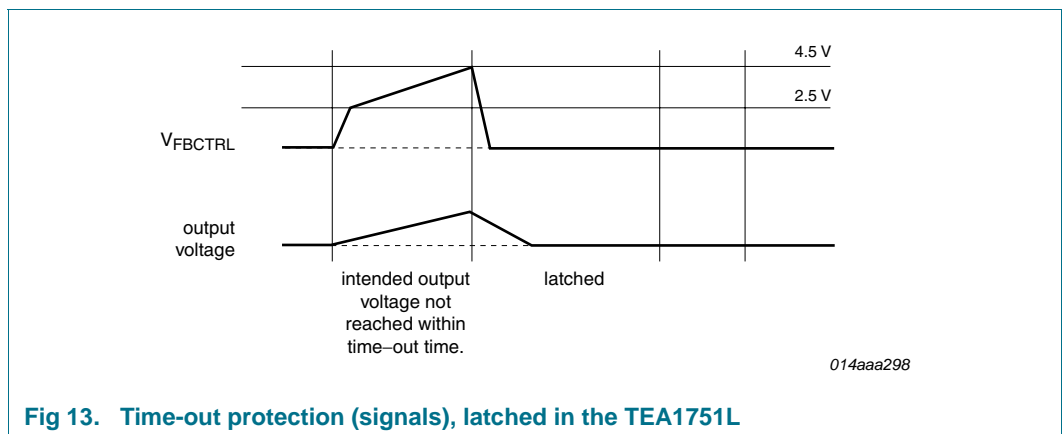 4.5 V
2.5 V
VFBCTRL
output
voltage
intended output
voltage not
reached within
time–out time.
latched
014aaa298
Fig 13. Time-out protection (signals), latched in the TEA1751L